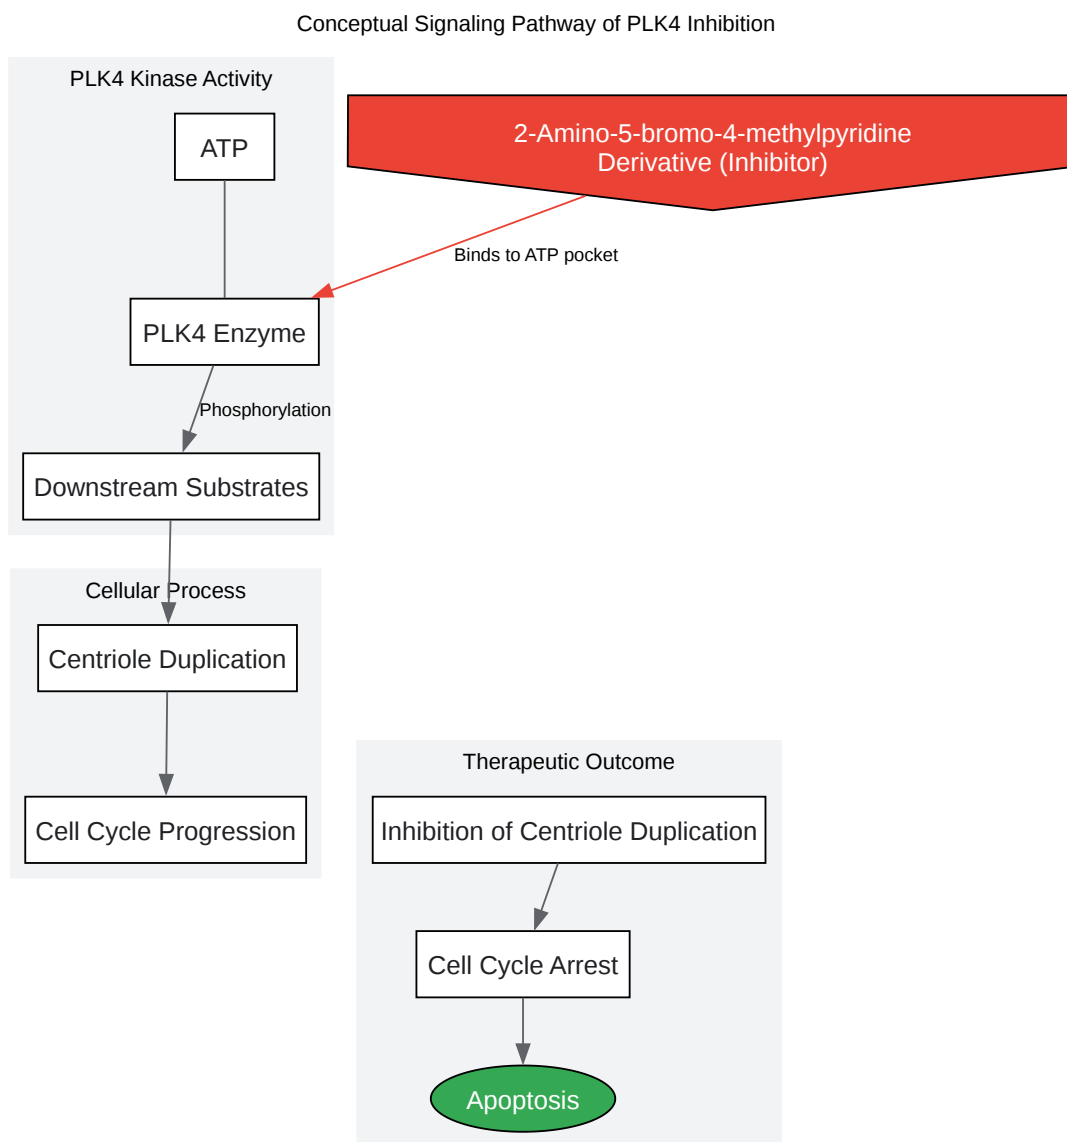 Conceptual Signaling Pathway of PLK4 Inhibition
PLK4 Kinase Activity
ATP
2-Amino-5-bromo-4-methylpyridine
Derivative (Inhibitor)
Binds to ATP pocket
PLK4 Enzyme
Phosphorylation
Downstream Substrates
Cellular Process
Centriole Duplication
Cell Cycle Progression
Therapeutic Outcome
Inhibition of Centriole Duplication
Cell Cycle Arrest
Apoptosis